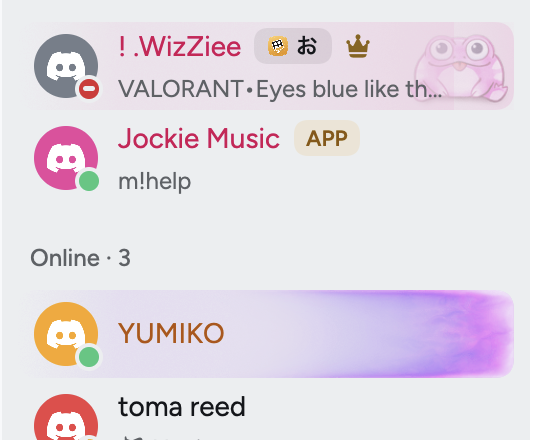 ! .WizZiee お
VALORANT•Eyes blue like th...
Jockie Music APP
m!help
Online · 3
YUMIKO
toma reed